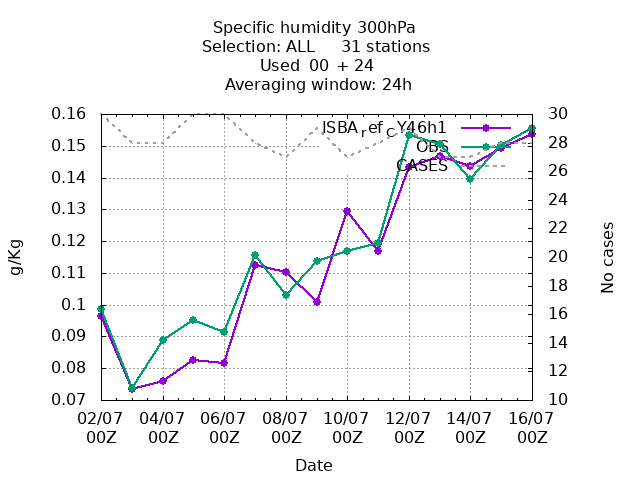 Specific humidity 300hPa
Selection: ALL 31 stations
Used 00 + 24
Averaging window: 24h
ISBA_ref_CY46h1
OBS
CASES
g/Kg
0.16
0.15
0.14
0.13
0.12
0.11
0.1
0.09
0.08
0.07
30
28
26
24
22
20
18
16
14
12
10
No cases
02/07 04/07 06/07 08/07 10/07 12/07 14/07 16/07
00Z 00Z 00Z 00Z 00Z 00Z 00Z 00Z
Date